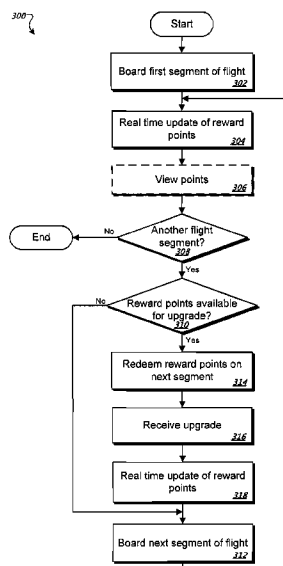 300
Start
Board first segment of flight
302
Real time update of reward
points
304
View points
306
Another flight
segment?
308
No
End
Yes
Reward points available
for upgrade?
310
No
Yes
Redeem reward points on
next segment
314
Receive upgrade
316
Real time update of reward
points
318
Board next segment of flight
312